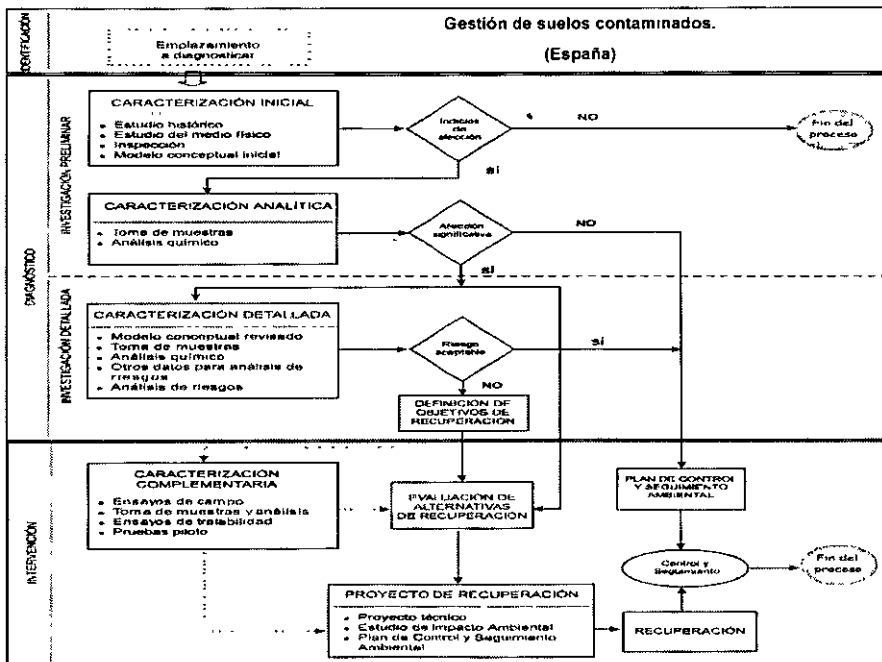 IDENTIFICACIÓN
Gestión de suelos contaminados.
(España)
Emplazamiento
a diagnosticar
DIAGNÓSTICO
INVESTIGACIÓN PRELIMINAR
CARACTERIZACIÓN INICIAL
• Estudio histórico
• Estudio del medio físico
• Inspección
• Modelo conceptual inicial
Indicios
de
afección
NO
Fin del
proceso
sí
CARACTERIZACIÓN ANALÍTICA
• Toma de muestras
• Análisis químico
Afección
significativa
NO
sí
INVESTIGACIÓN DETALLADA
CARACTERIZACIÓN DETALLADA
• Modelo conceptual revisado
• Toma de muestras
• Análisis químico
• Otros datos para análisis de
riesgos
• Análisis de riesgos
Riesgo
aceptable
sí
NO
DEFINICIÓN DE
OBJETIVOS DE
RECUPERACIÓN
INTERVENCIÓN
CARACTERIZACIÓN
COMPLEMENTARIA
• Ensayos de campo
• Toma de muestras y análisis
• Ensayos de tratabilidad
• Pruebas piloto
EVALUACIÓN DE
ALTERNATIVAS
DE RECUPERACIÓN
PLAN DE CONTROL
Y SEGUIMIENTO
AMBIENTAL
Control y
Seguimiento
Fin del
proceso
PROYECTO DE RECUPERACIÓN
• Proyecto técnico
• Estudio de Impacto Ambiental
• Plan de Control y Seguimiento
Ambiental
RECUPERACIÓN